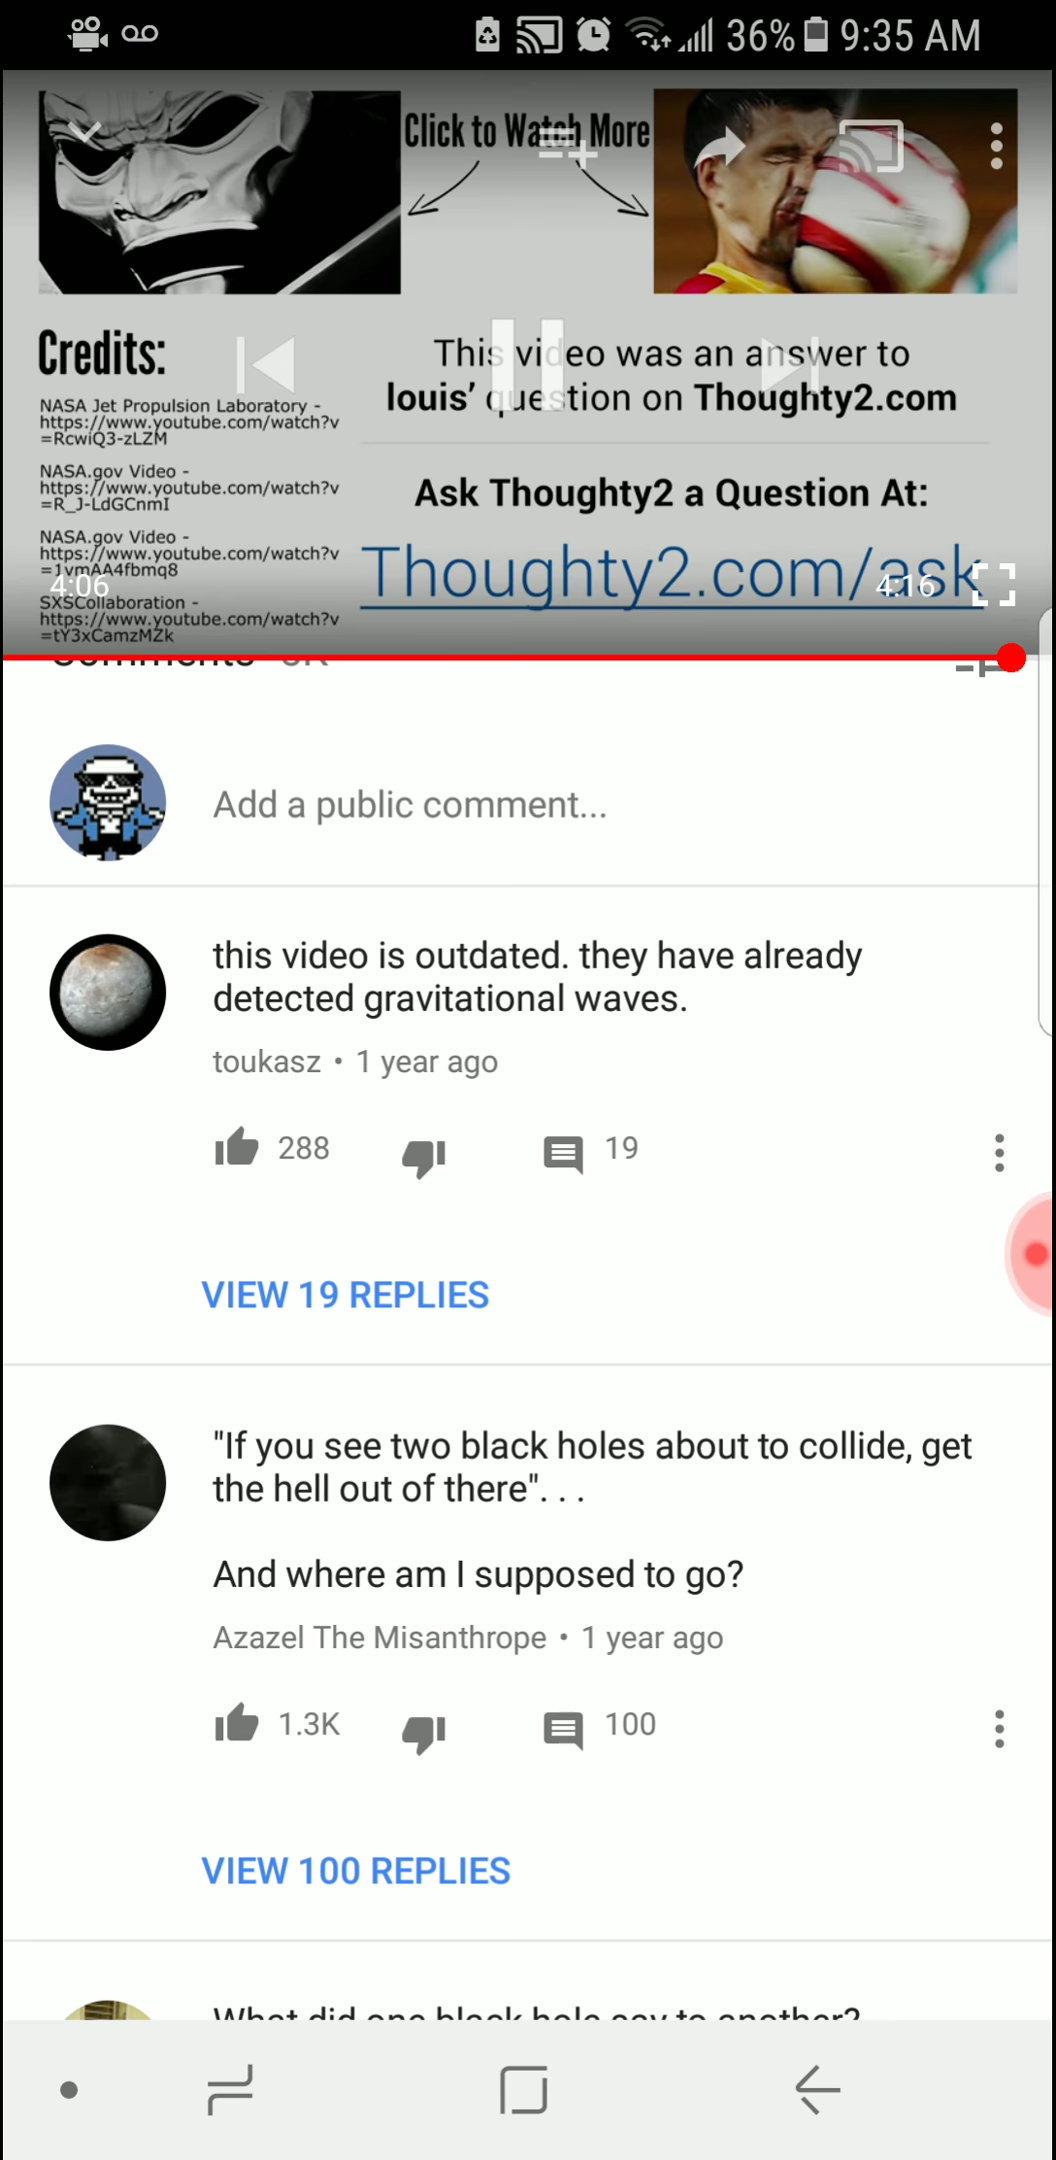 36% 9:35 AM
Click to Watch More
Credits:
NASA Jet Propulsion Laboratory -
https://www.youtube.com/watch?v
=RcwiQ3-zLZM
NASA.gov Video -
https://www.youtube.com/watch?v
=R_J-LdGCnmI
NASA.gov Video -
https://www.youtube.com/watch?v
=1vmAA4fbmq8
SXSCollaboration -
https://www.youtube.com/watch?v
=tY3xCamzMZk
This video was an answer to
louis' question on Thoughty2.com
Ask Thoughty2 a Question At:
Thoughty2.com/ask
4:06
4:16
Comments
Add a public comment...
this video is outdated. they have already
detected gravitational waves.
toukasz • 1 year ago
288 19
VIEW 19 REPLIES
"If you see two black holes about to collide, get
the hell out of there". . .
And where am I supposed to go?
Azazel The Misanthrope • 1 year ago
1.3K 100
VIEW 100 REPLIES
What did one black hole say to another?